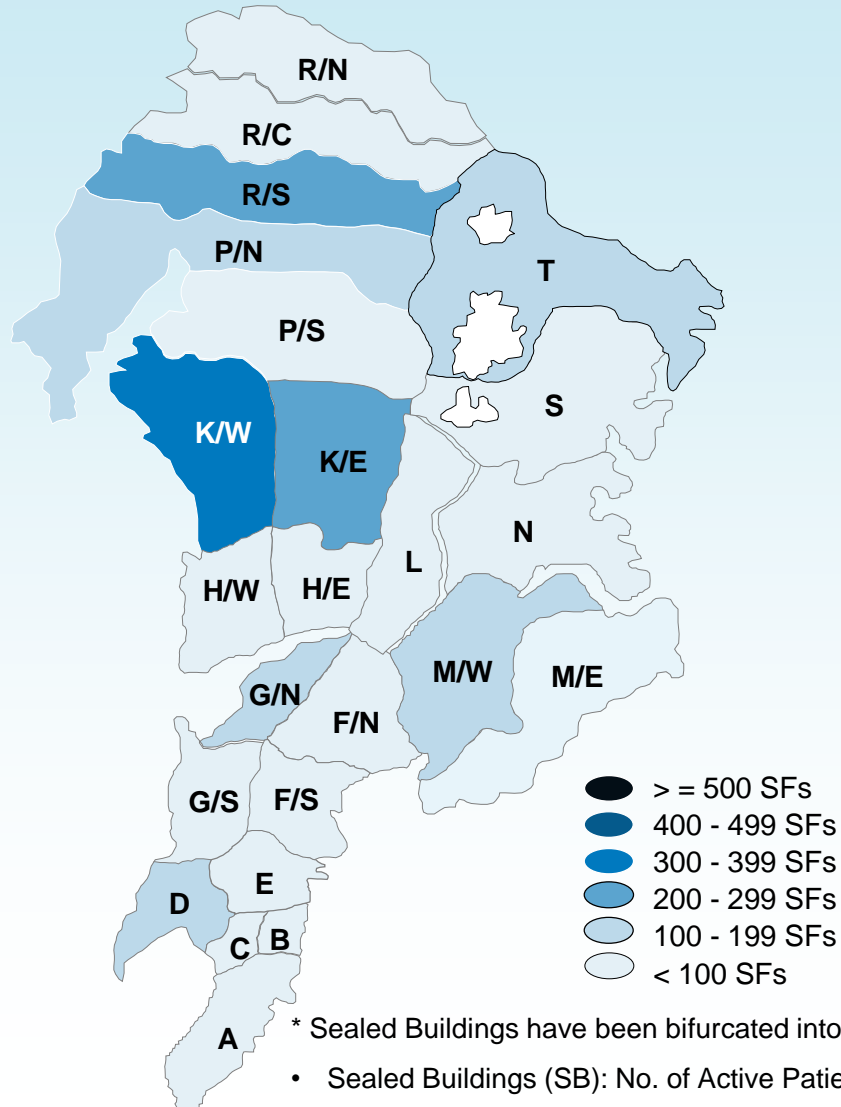 R/N
R/C
R/S
P/N
T
P/S
S
K/W
K/E
N
L
H/W
H/E
M/W
M/E
G/N
F/N
G/S
F/S
E
D
B
C
A
> = 500 SFs
400 - 499 SFs
300 - 399 SFs
200 - 299 SFs
100 - 199 SFs
< 100 SFs
* Sealed Buildings have been bifurcated into
• Sealed Buildings (SB): No. of Active Patie